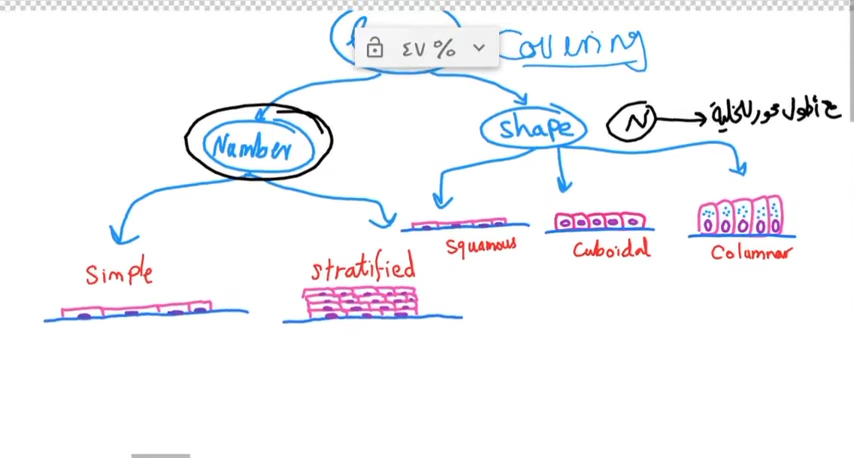 ٤٧ %
Covering
Number
shape
N
ع أطول محور للخلية
Squamous
Cuboidal
Columnar
Simple
Stratified